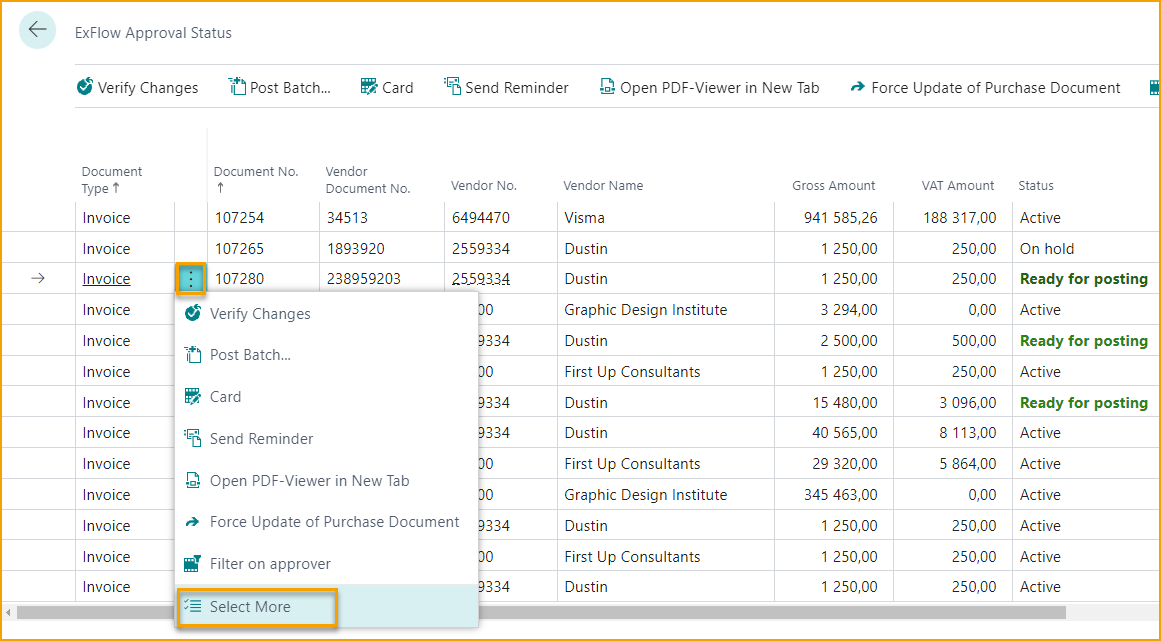 ExFlow Approval Status
Verify Changes Post Batch... Card Send Reminder Open PDF-Viewer in New Tab Force Update of Purchase Document
Document Type ↑ Document No. ↑ Vendor Document No. Vendor No. Vendor Name Gross Amount VAT Amount Status
Invoice 107254 34513 6494470 Visma 941 585,26 188 317,00 Active
Invoice 107265 1893920 2559334 Dustin 1 250,00 250,00 On hold
Invoice 107280 238959203 2559334 Dustin 1 250,00 250,00 Ready for posting
Invoice 00 Graphic Design Institute 3 294,00 0,00 Active
Invoice 9334 Dustin 2 500,00 500,00 Ready for posting
Invoice 00 First Up Consultants 1 250,00 250,00 Active
Invoice 9334 Dustin 15 480,00 3 096,00 Ready for posting
Invoice 9334 Dustin 40 565,00 8 113,00 Active
Invoice 00 First Up Consultants 29 320,00 5 864,00 Active
Invoice 00 Graphic Design Institute 345 463,00 0,00 Active
Invoice 9334 Dustin 1 250,00 250,00 Active
Invoice 00 First Up Consultants 1 250,00 250,00 Active
Invoice 9334 Dustin 1 250,00 250,00 Active
Verify Changes
Post Batch...
Card
Send Reminder
Open PDF-Viewer in New Tab
Force Update of Purchase Document
Filter on approver
Select More